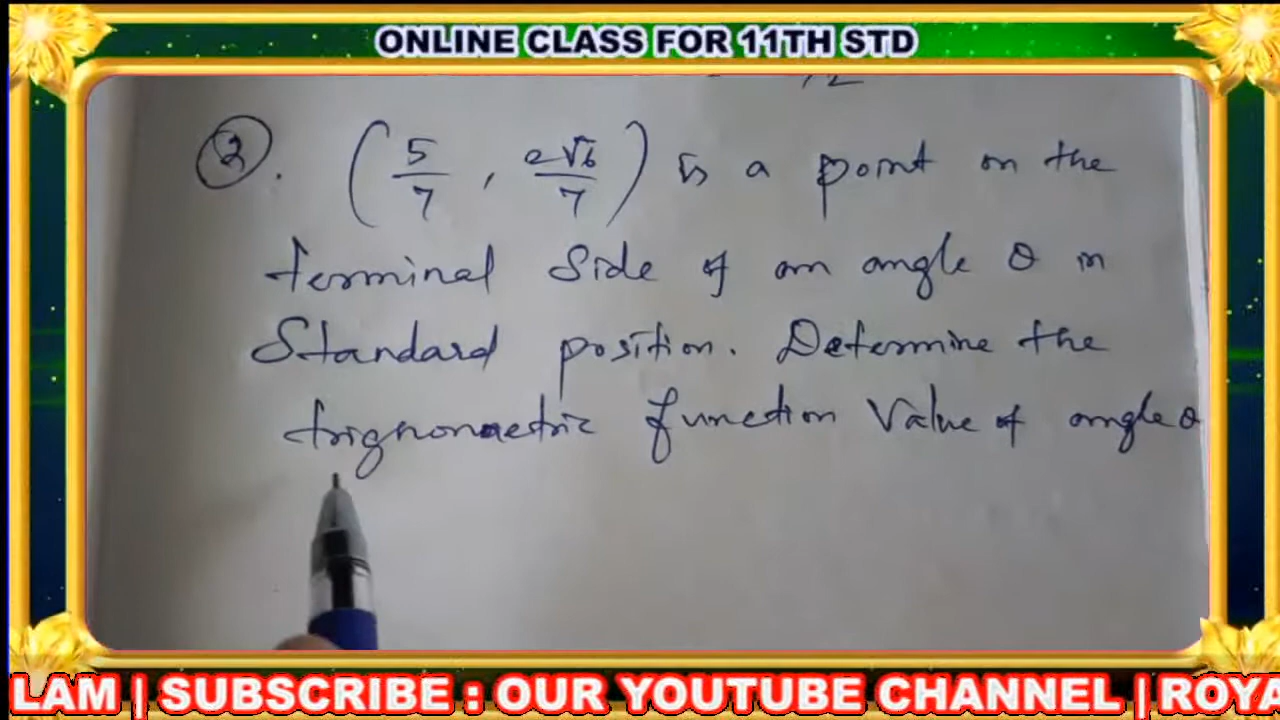 ONLINE CLASS FOR 11TH STD
2. (5/7, 2√6/7) is a point on the
terminal side of an angle θ in
Standard position. Determine the
trignonometric function Value of angle θ
LAM | SUBSCRIBE : OUR YOUTUBE CHANNEL | ROYA